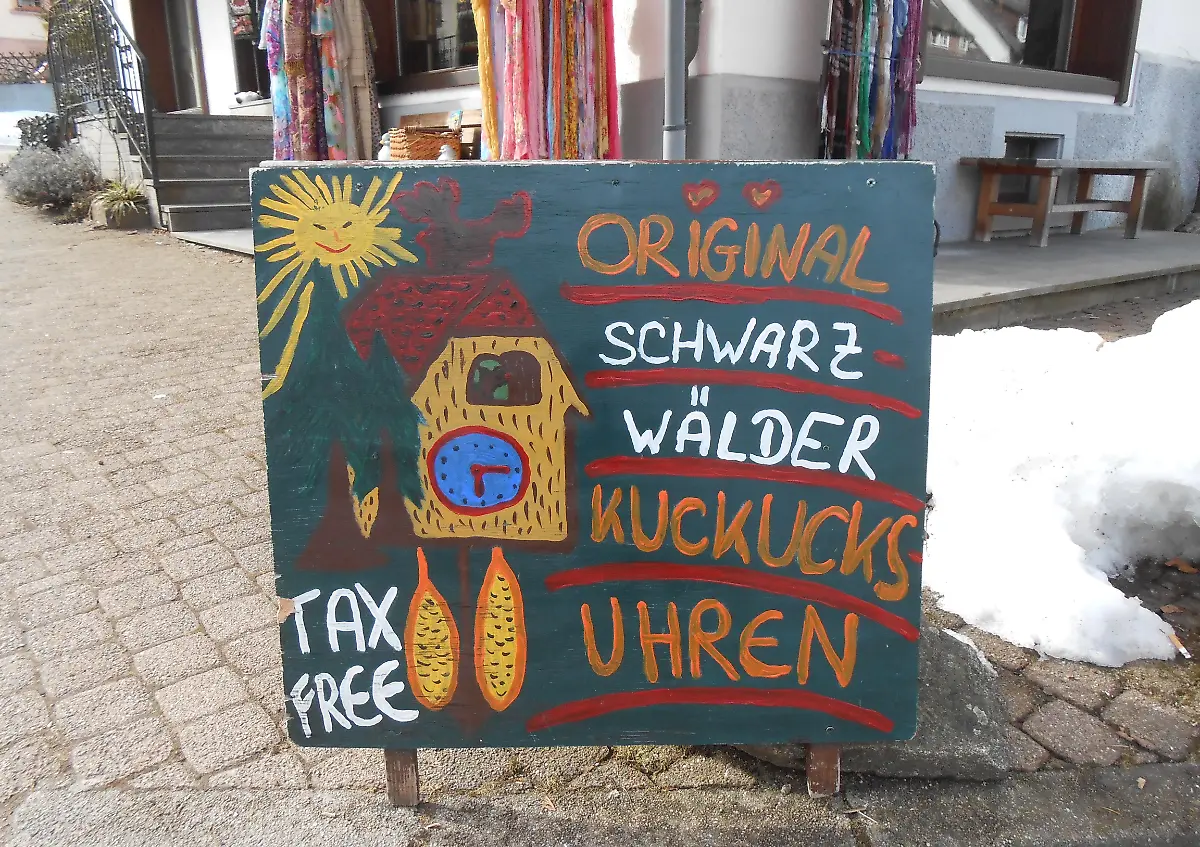 ORIGINAL
SCHWARZ-
WÄLDER
KUCKUCKS
UHREN
TAX
FREE